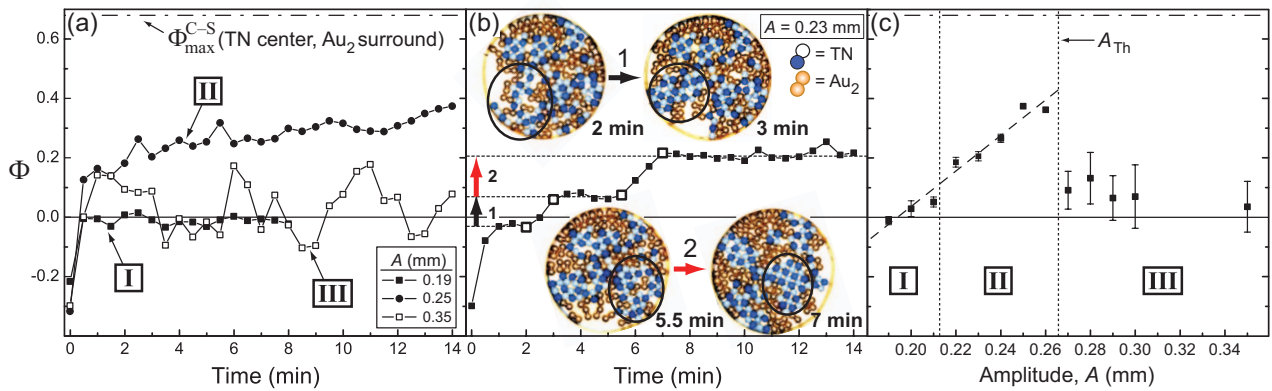 (a)
Φ_max^C–S (TN center, Au₂ surround)
II
I
III
A (mm)
0.19
0.25
0.35
Φ
0.6
0.4
0.2
0.0
-0.2
0 2 4 6 8 10 12 14
Time (min)
(b)
A = 0.23 mm
= TN
= Au₂
1
2 min
3 min
2
1
2
5.5 min
7 min
0 2 4 6 8 10 12 14
Time (min)
(c)
A_Th
I
II
III
0.20 0.22 0.24 0.26 0.28 0.30 0.32 0.34
Amplitude, A (mm)